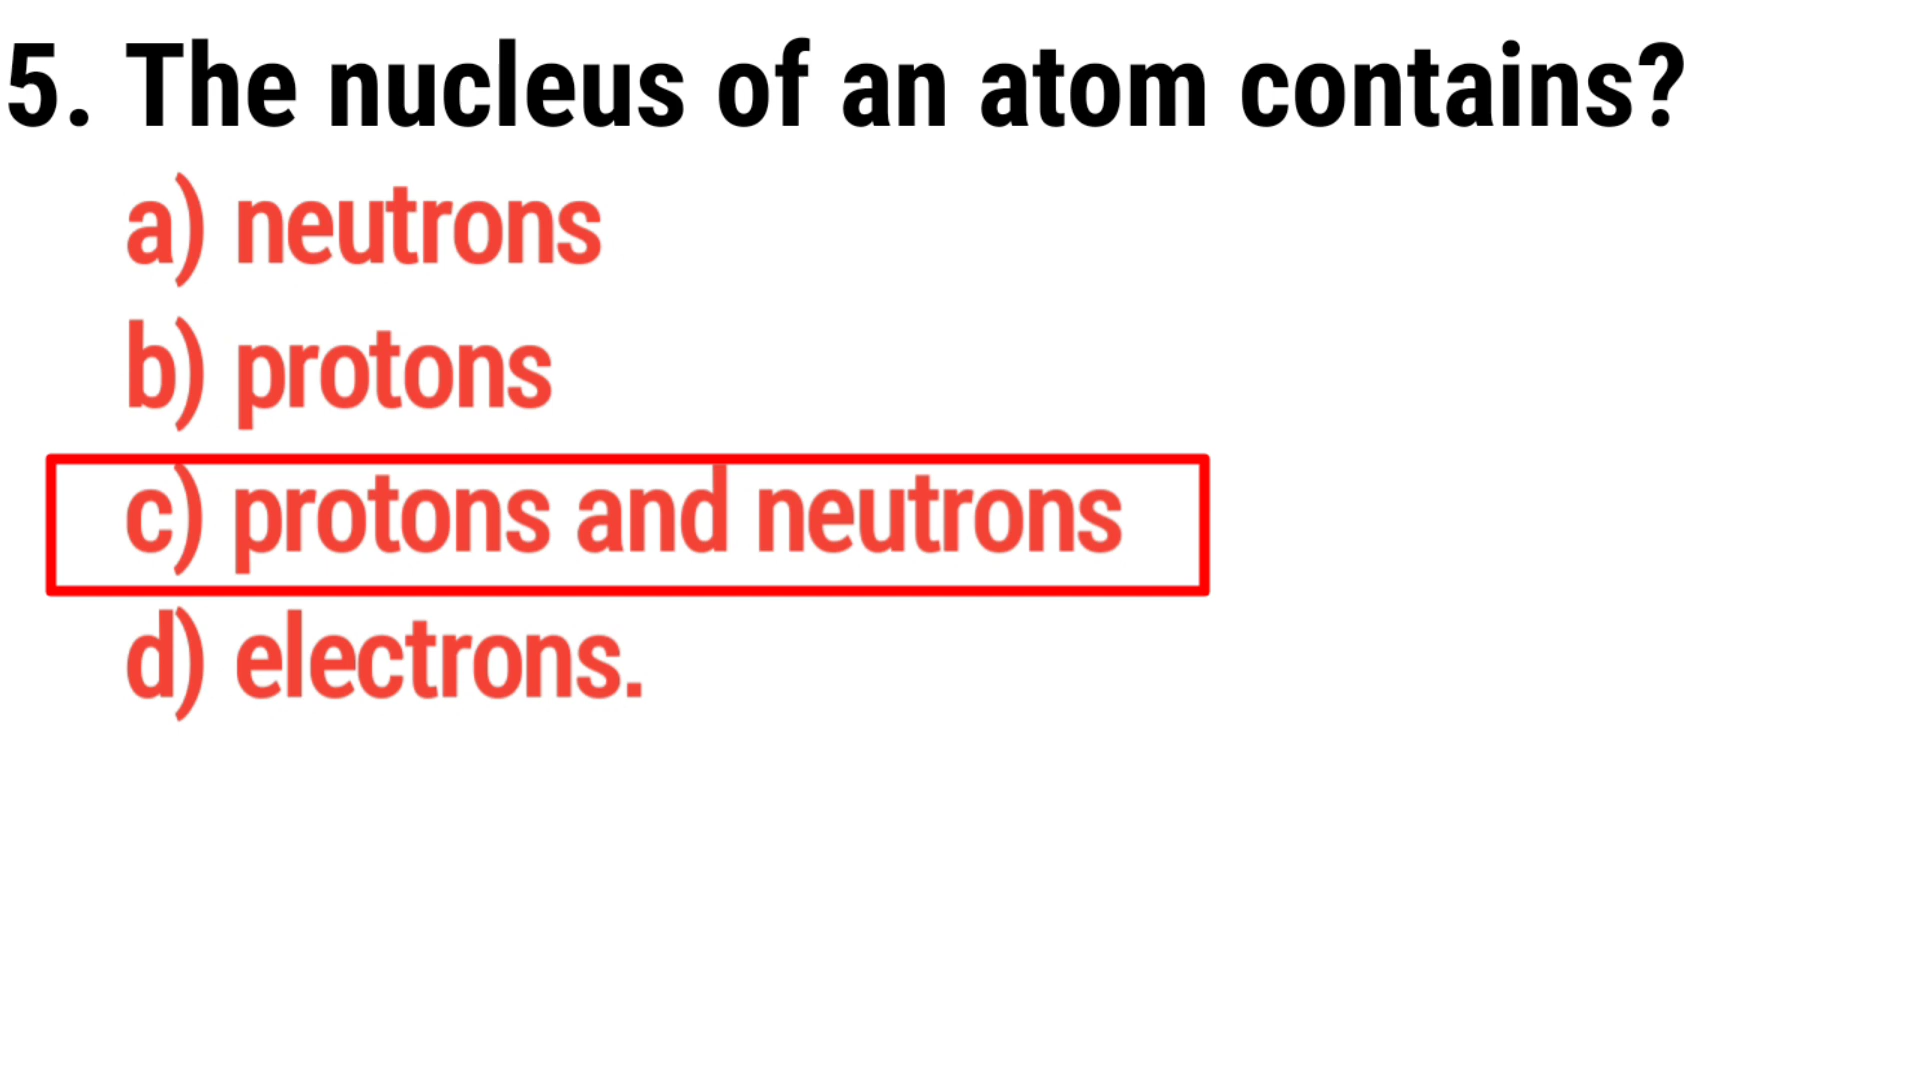 5. The nucleus of an atom contains?
a) neutrons
b) protons
c) protons and neutrons
d) electrons.